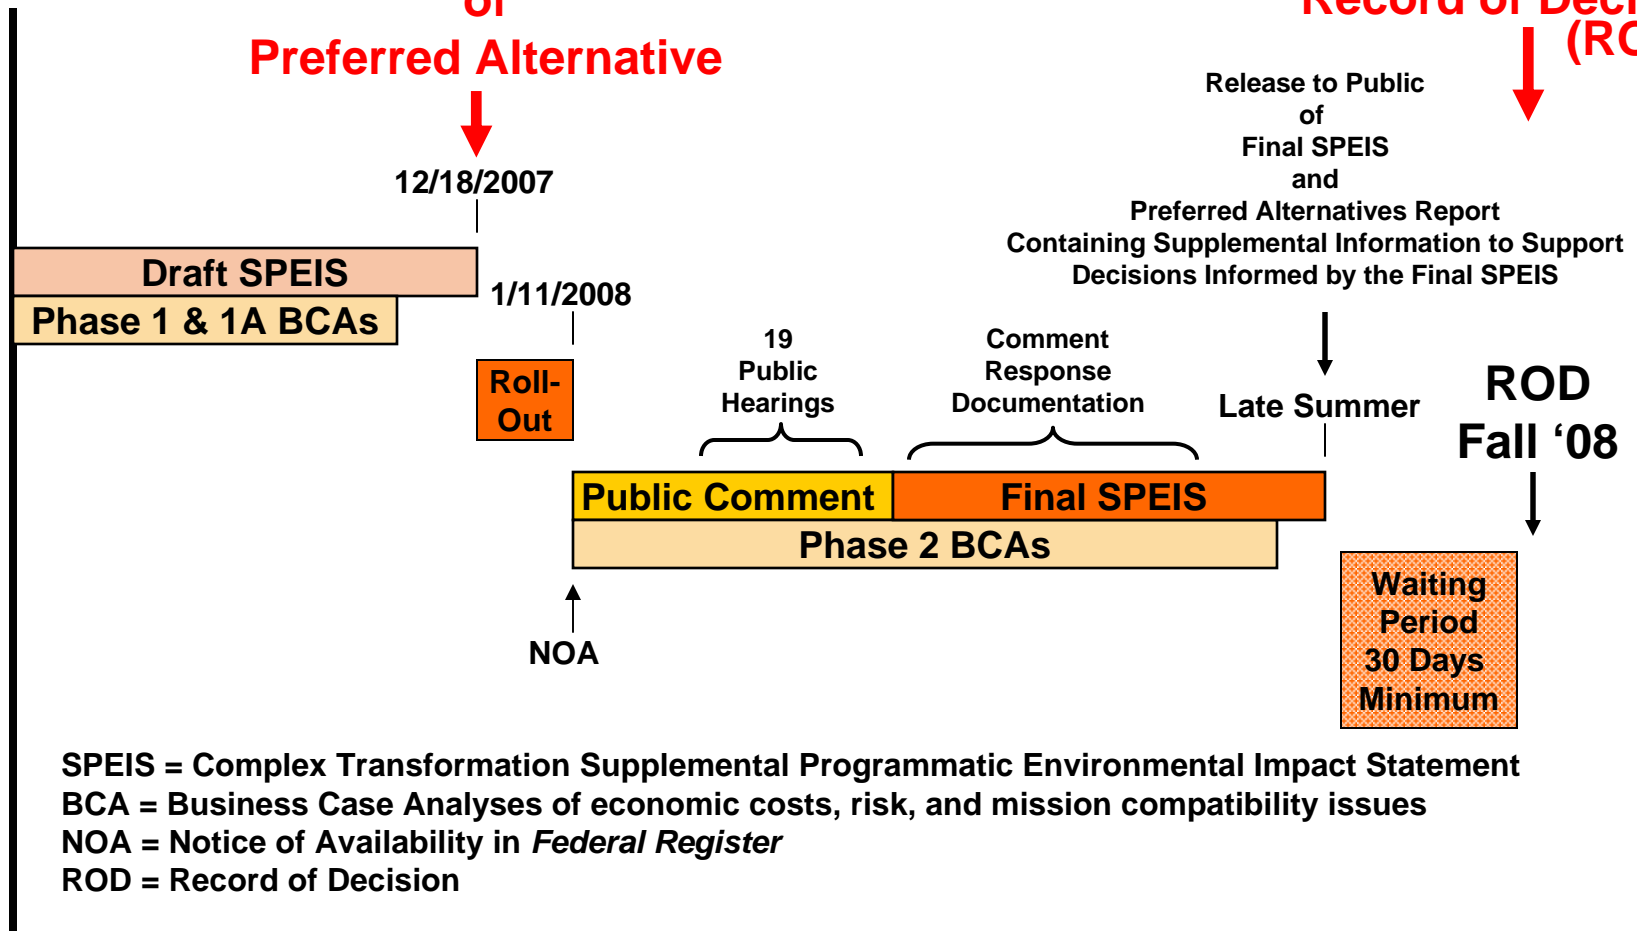 of
Preferred Alternative
12/18/2007
Draft SPEIS
Phase 1 & 1A BCAs
1/11/2008
Roll-
Out
19
Public
Hearings
Comment
Response
Documentation
Record of
(RO
Release to Public
of
Final SPEIS
and
Preferred Alternatives Report
Containing Supplemental Information to Support
Decisions Informed by the Final SPEIS
Late Summer
ROD
Fall ‘08
Public Comment
Final SPEIS
Phase 2 BCAs
NOA
Waiting
Period
30 Days
Minimum
SPEIS = Complex Transformation Supplemental Programmatic Environmental Impact Statement
BCA = Business Case Analyses of economic costs, risk, and mission compatibility issues
NOA = Notice of Availability in Federal Register
ROD = Record of Decision